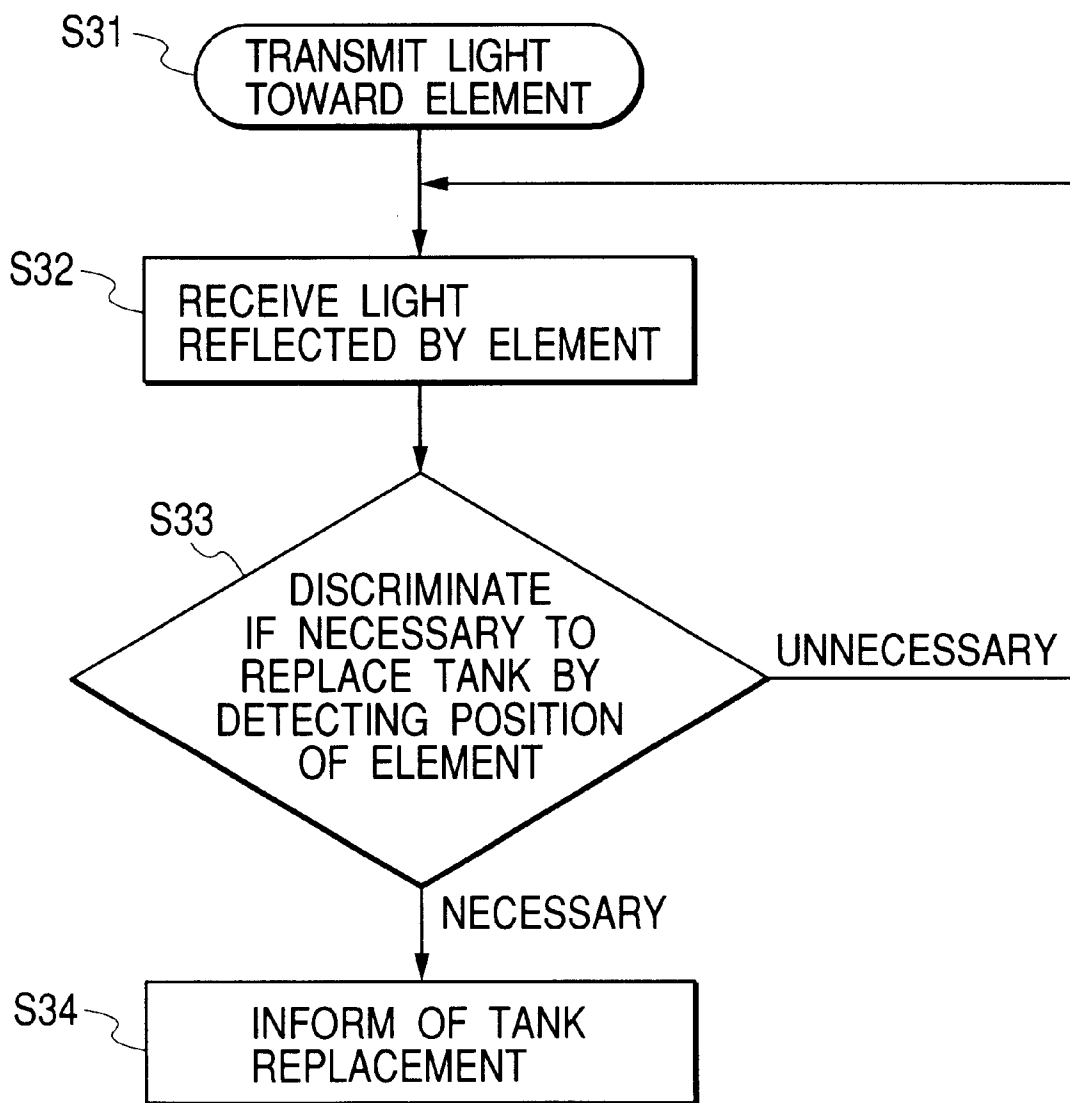 S31
TRANSMIT LIGHT
TOWARD ELEMENT
S32
RECEIVE LIGHT
REFLECTED BY ELEMENT
S33
DISCRIMINATE
IF NECESSARY TO
REPLACE TANK BY
DETECTING POSITION
OF ELEMENT
UNNECESSARY
NECESSARY
S34
INFORM OF TANK
REPLACEMENT